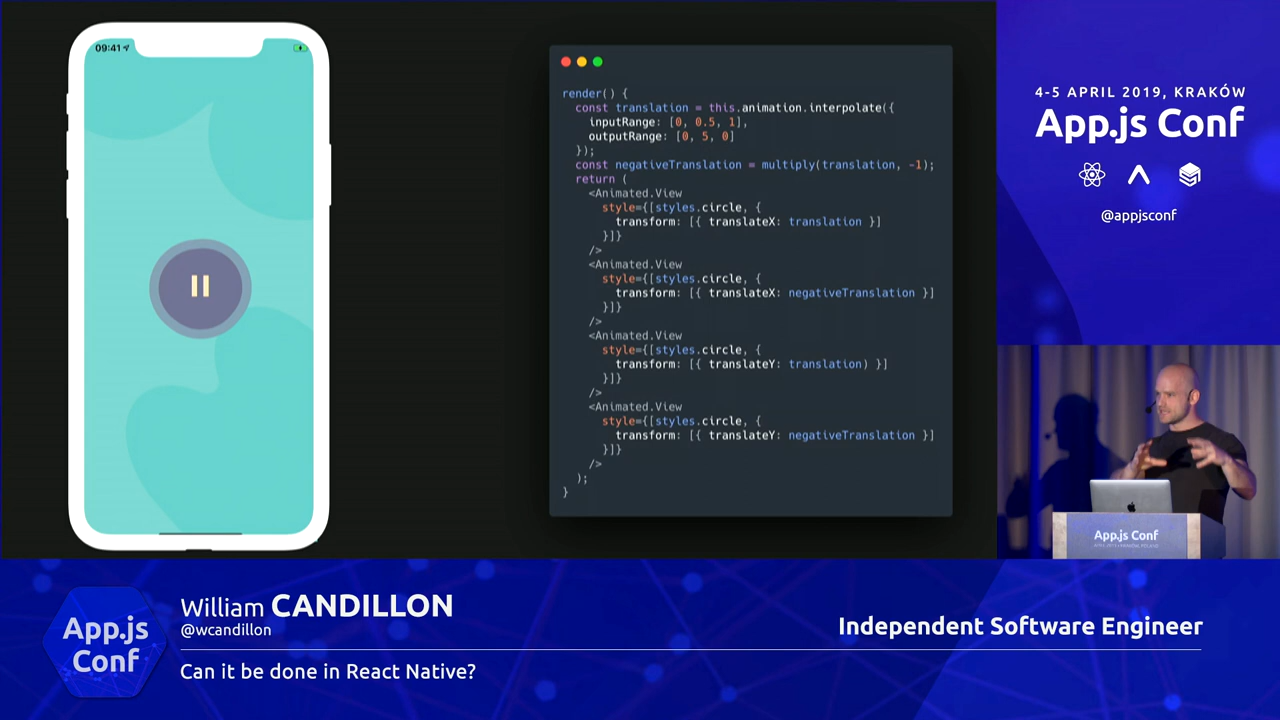 09:41
render() {
const translation = this.animation.interpolate({
inputRange: [0, 0.5, 1],
outputRange: [0, 5, 0]
});
const negativeTranslation = multiply(translation, -1);
return (
<Animated.View
style={[styles.circle, {
transform: [{ translateX: translation }]
}]}
/>
<Animated.View
style={[styles.circle, {
transform: [{ translateX: negativeTranslation }]
}]}
/>
<Animated.View
style={[styles.circle, {
transform: [{ translateY: translation) }]
}]}
/>
<Animated.View
style={[styles.circle, {
transform: [{ translateY: negativeTranslation }]
}]}
/>
);
}
4-5 APRIL 2019, KRAKÓW
App.js Conf
@appjsconf
App.js Conf
App.js
Conf
William CANDILLON
@wcandillon
Can it be done in React Native?
Independent Software Engineer